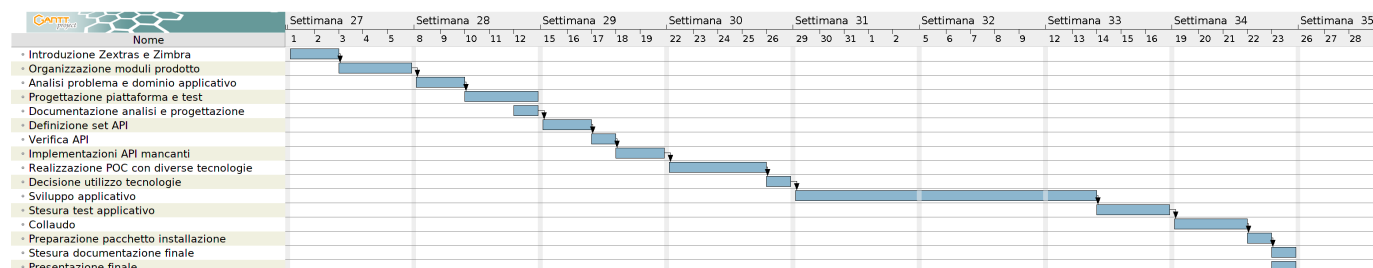 GANTT project
Settimana 27 Settimana 28 Settimana 29 Settimana 30 Settimana 31 Settimana 32 Settimana 33 Settimana 34 Settimana 35
Nome 1 2 3 4 5 8 9 10 11 12 15 16 17 18 19 22 23 24 25 26 29 30 31 1 2 5 6 7 8 9 12 13 14 15 16 19 20 21 22 23 26 27 28
Introduzione Zextras e Zimbra
Organizzazione moduli prodotto
Analisi problema e dominio applicativo
Progettazione piattaforma e test
Documentazione analisi e progettazione
Definizione set API
Verifica API
Implementazioni API mancanti
Realizzazione POC con diverse tecnologie
Decisione utilizzo tecnologie
Sviluppo applicativo
Stesura test applicativo
Collaudo
Preparazione pacchetto installazione
Stesura documentazione finale
Presentazione finale